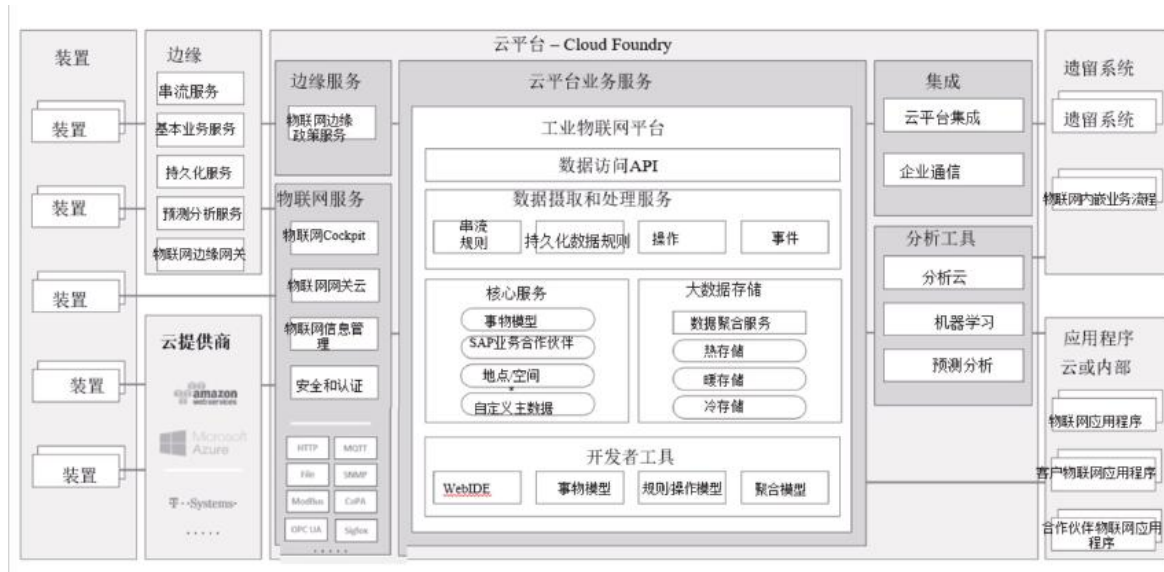 装置
装置
装置
装置
装置
装置
边缘
串流服务
基本业务服务
持久化服务
预测分析服务
物联网边缘网关
云提供商
amazon
webservices
Microsoft
Azure
T··Systems·
·····
云平台 – Cloud Foundry
边缘服务
物联网边缘
政策服务
物联网服务
物联网Cockpit
物联网网关云
物联网信息管
理
安全和认证
HTTP
MQTT
File
SNMP
ModBus
CoPA
OPC UA
Sigfox
·····
云平台业务服务
工业物联网平台
数据访问API
数据摄取和处理服务
串流
规则
持久化数据规则
操作
事件
核心服务
事物模型
SAP业务合作伙伴
地点/空间
自定义主数据
大数据存储
数据聚合服务
热存储
暖存储
冷存储
开发者工具
WebIDE
事物模型
规则/操作模型
聚合模型
集成
云平台集成
企业通信
分析工具
分析云
机器学习
预测分析
遗留系统
遗留系统
物联网内嵌业务流程
应用程序
云或内部
物联网应用程序
客户物联网应用程序
合作伙伴物联网应用
程序